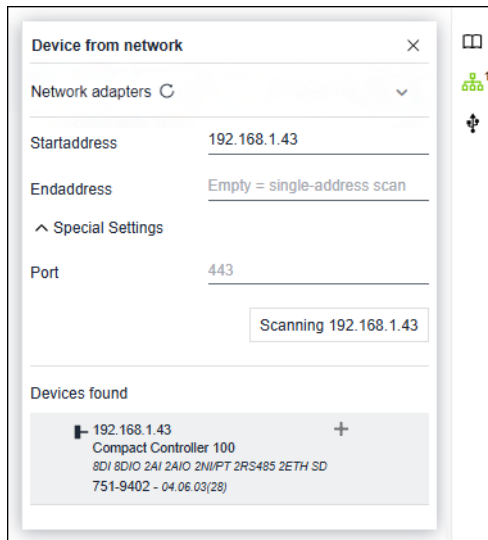 Device from network
Network adapters
Startaddress 192.168.1.43
Endaddress Empty = single-address scan
Special Settings
Port 443
Scanning 192.168.1.43
Devices found
192.168.1.43
Compact Controller 100
8DI 8DIO 2AI 2AIO 2NI/PT 2RS485 2ETH SD
751-9402 - 04.06.03(28)
1